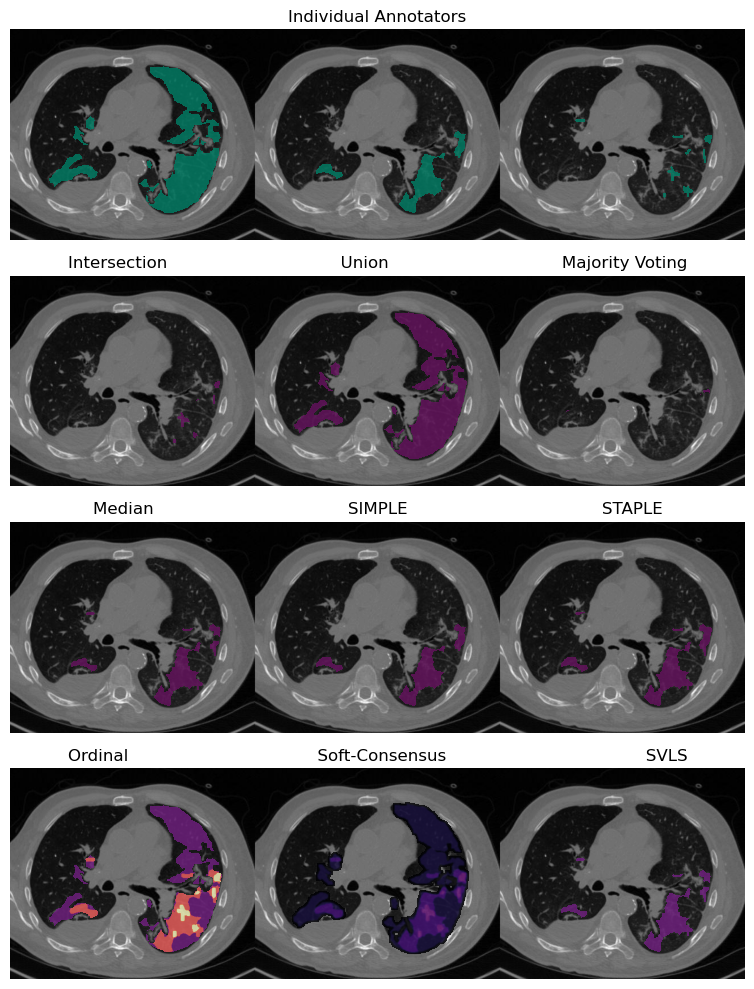 Individual Annotators
Intersection Union Majority Voting
Median SIMPLE STAPLE
Ordinal Soft-Consensus SVLS